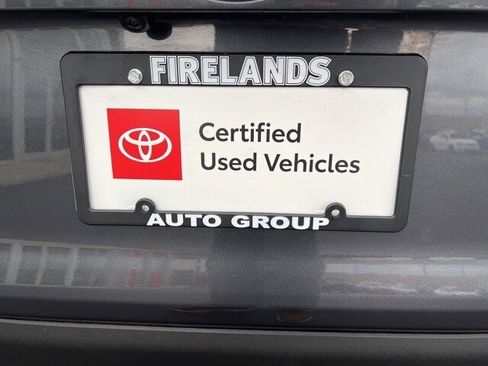 FIRELANDS
Certified
Used Vehicles
AUTO GROUP